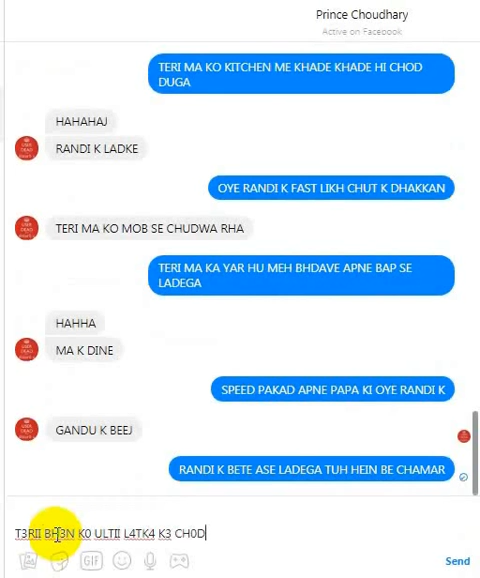 Prince Choudhary
Active on Facebook
TERI MA KO KITCHEN ME KHADE KHADE HI CHOD
DUGA
HAHAHAJ
RANDI K LADKE
OYE RANDI K FAST LIKH CHUT K DHAKKAN
TERI MA KO MOB SE CHUDWA RHA
TERI MA KA YAR HU MEH BHDAVE APNE BAP SE
LADEGA
HAHHA
MA K DINE
SPEED PAKAD APNE PAPA KI OYE RANDI K
GANDU K BEEJ
RANDI K BETE ASE LADEGA TUH HEIN BE CHAMAR
T3RII BH3N K0 ULTII L4TK4 K3 CH0D
GIF
Send